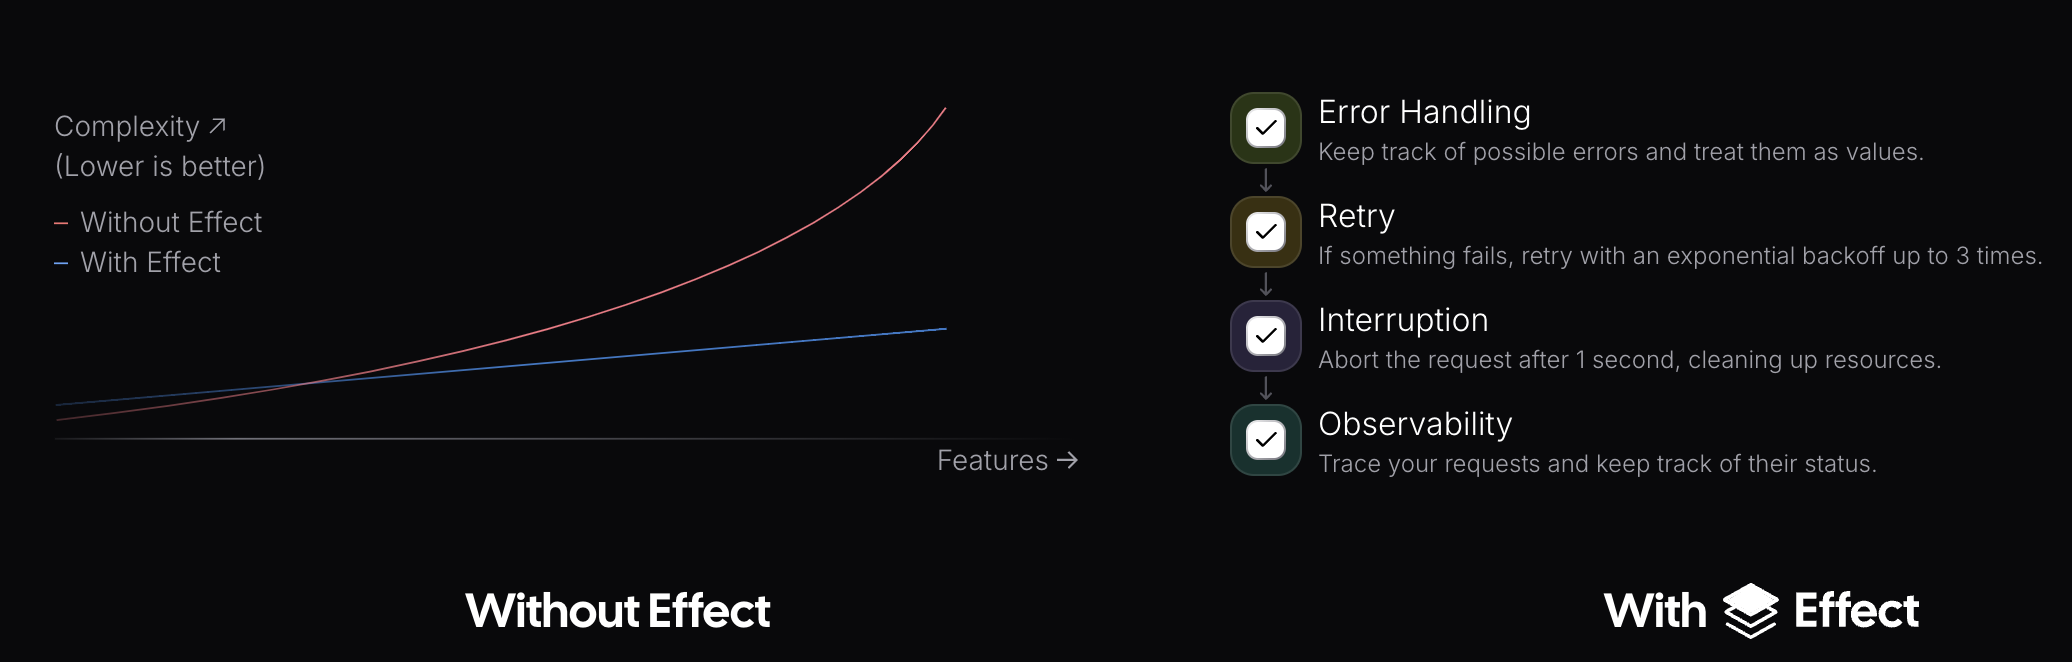 Complexity ↗
(Lower is better)
Without Effect
With Effect
Features →
Error Handling
Keep track of possible errors and treat them as values.
Retry
If something fails, retry with an exponential backoff up to 3 times.
Interruption
Abort the request after 1 second, cleaning up resources.
Observability
Trace your requests and keep track of their status.
Without Effect
With Effect